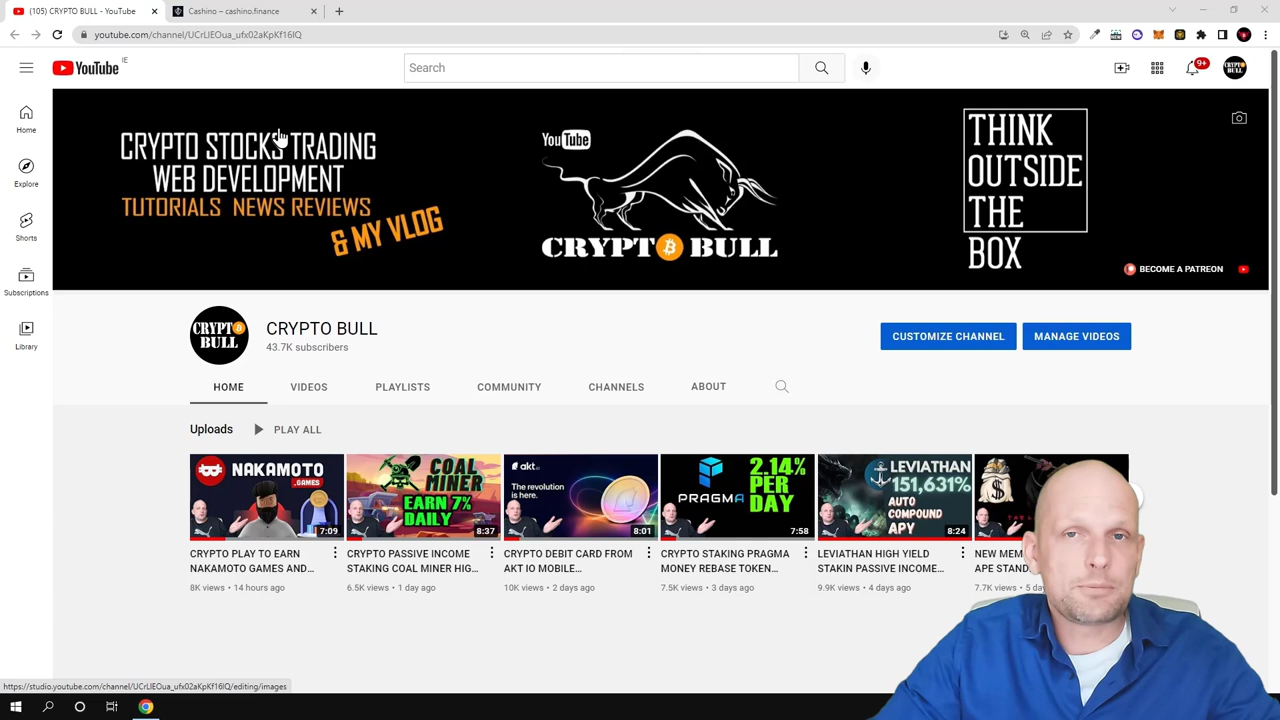 (105) CRYPTO BULL - YouTube
Cashino – cashino.finance
youtube.com/channel/UCrLIEOua_ufx02aKpKf16lQ
YouTube IE
Search
9+
Home
Explore
Shorts
Subscriptions
Library
CRYPTO STOCKS TRADING
WEB DEVELOPMENT
TUTORIALS NEWS REVIEWS
& MY VLOG
YouTube
CRYPTO BULL
THINK
OUTSIDE
THE
BOX
BECOME A PATREON
CRYPTO
BULL
CRYPTO BULL
43.7K subscribers
CUSTOMIZE CHANNEL
MANAGE VIDEOS
HOME
VIDEOS
PLAYLISTS
COMMUNITY
CHANNELS
ABOUT
Uploads
PLAY ALL
NAKAMOTO
.GAMES
7:09
COAL
MINER
EARN 7%
DAILY
8:37
akt.io
The revolution
is here.
8:01
PRAGMA
2.14%
PER
DAY
7:58
LEVIATHAN
151,631%
AUTO
COMPOUND
APY
8:24
CRYPTO PLAY TO EARN
NAKAMOTO GAMES AND...
8K views • 14 hours ago
CRYPTO PASSIVE INCOME
STAKING COAL MINER HIG...
6.5K views • 1 day ago
CRYPTO DEBIT CARD FROM
AKT IO MOBILE...
10K views • 2 days ago
CRYPTO STAKING PRAGMA
MONEY REBASE TOKEN...
7.5K views • 3 days ago
LEVIATHAN HIGH YIELD
STAKIN PASSIVE INCOME...
9.9K views • 4 days ago
NEW MEM
APE STAND
7.7K views • 5 da
https://studio.youtube.com/channel/UCrLIEOua_ufx02aKpKf16lQ/editing/images